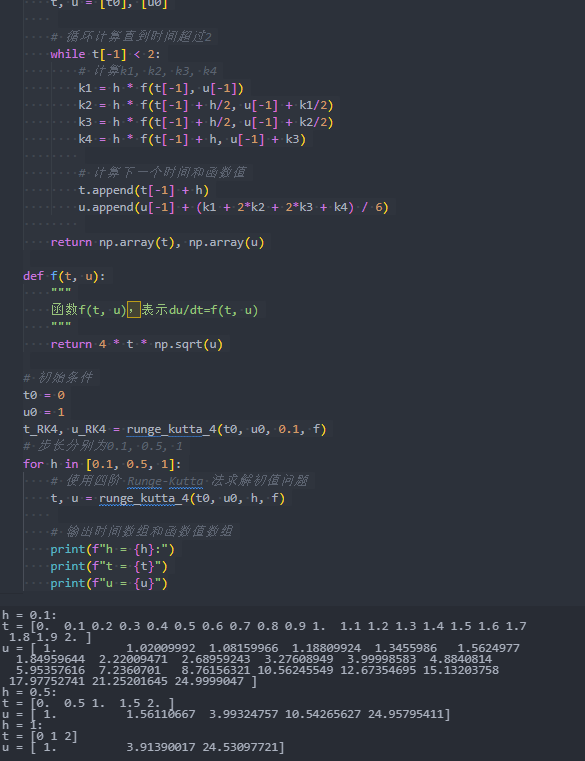 t, u = [t0], [u0]
# 循环计算直到时间超过2
while t[-1] < 2:
# 计算k1, k2, k3, k4
k1 = h * f(t[-1], u[-1])
k2 = h * f(t[-1] + h/2, u[-1] + k1/2)
k3 = h * f(t[-1] + h/2, u[-1] + k2/2)
k4 = h * f(t[-1] + h, u[-1] + k3)
# 计算下一个时间和函数值
t.append(t[-1] + h)
u.append(u[-1] + (k1 + 2*k2 + 2*k3 + k4) / 6)
return np.array(t), np.array(u)
def f(t, u):
"""
函数f(t, u)，表示du/dt=f(t, u)
"""
return 4 * t * np.sqrt(u)
# 初始条件
t0 = 0
u0 = 1
t_RK4, u_RK4 = runge_kutta_4(t0, u0, 0.1, f)
# 步长分别为0.1, 0.5, 1
for h in [0.1, 0.5, 1]:
# 使用四阶 Runge-Kutta 法求解初值问题
t, u = runge_kutta_4(t0, u0, h, f)
# 输出时间数组和函数值数组
print(f"h = {h}:")
print(f"t = {t}")
print(f"u = {u}")
h = 0.1:
t = [0. 0.1 0.2 0.3 0.4 0.5 0.6 0.7 0.8 0.9 1. 1.1 1.2 1.3 1.4 1.5 1.6 1.7
1.8 1.9 2. ]
u = [ 1. 1.02009992 1.08159966 1.18809924 1.3455986 1.5624977
1.84959644 2.22009471 2.68959243 3.27608949 3.99998583 4.8840814
5.95357616 7.2360701 8.76156321 10.56245549 12.67354695 15.13203758
17.97752741 21.25201645 24.9999047 ]
h = 0.5:
t = [0. 0.5 1. 1.5 2. ]
u = [ 1. 1.56110667 3.99324757 10.54265627 24.95795411]
h = 1:
t = [0 1 2]
u = [ 1. 3.91390017 24.53097721]